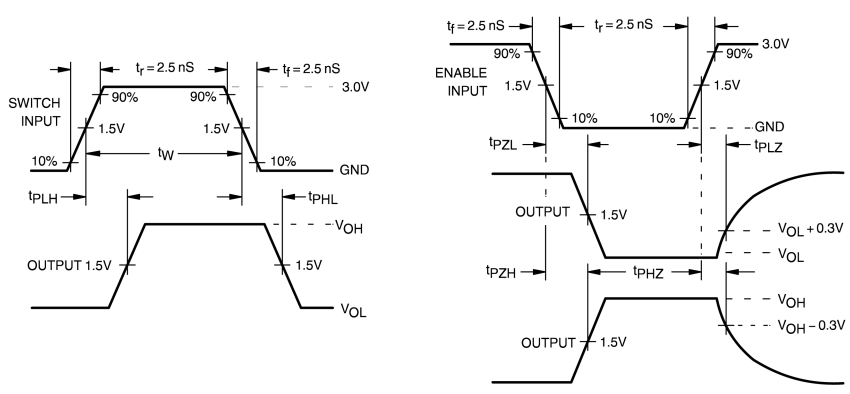 tr = 2.5 nS
tf = 2.5 nS
3.0V
SWITCH
INPUT
90%
90%
1.5V
1.5V
tW
10%
10%
GND
tPLH
tPHL
VOH
OUTPUT 1.5V
1.5V
VOL
tf = 2.5 nS
tr = 2.5 nS
3.0V
90%
90%
ENABLE
INPUT
1.5V
1.5V
10%
10%
GND
tPZL
tPLZ
OUTPUT
1.5V
VOL + 0.3V
VOL
tPZH
tPHZ
VOH
VOH – 0.3V
OUTPUT
1.5V